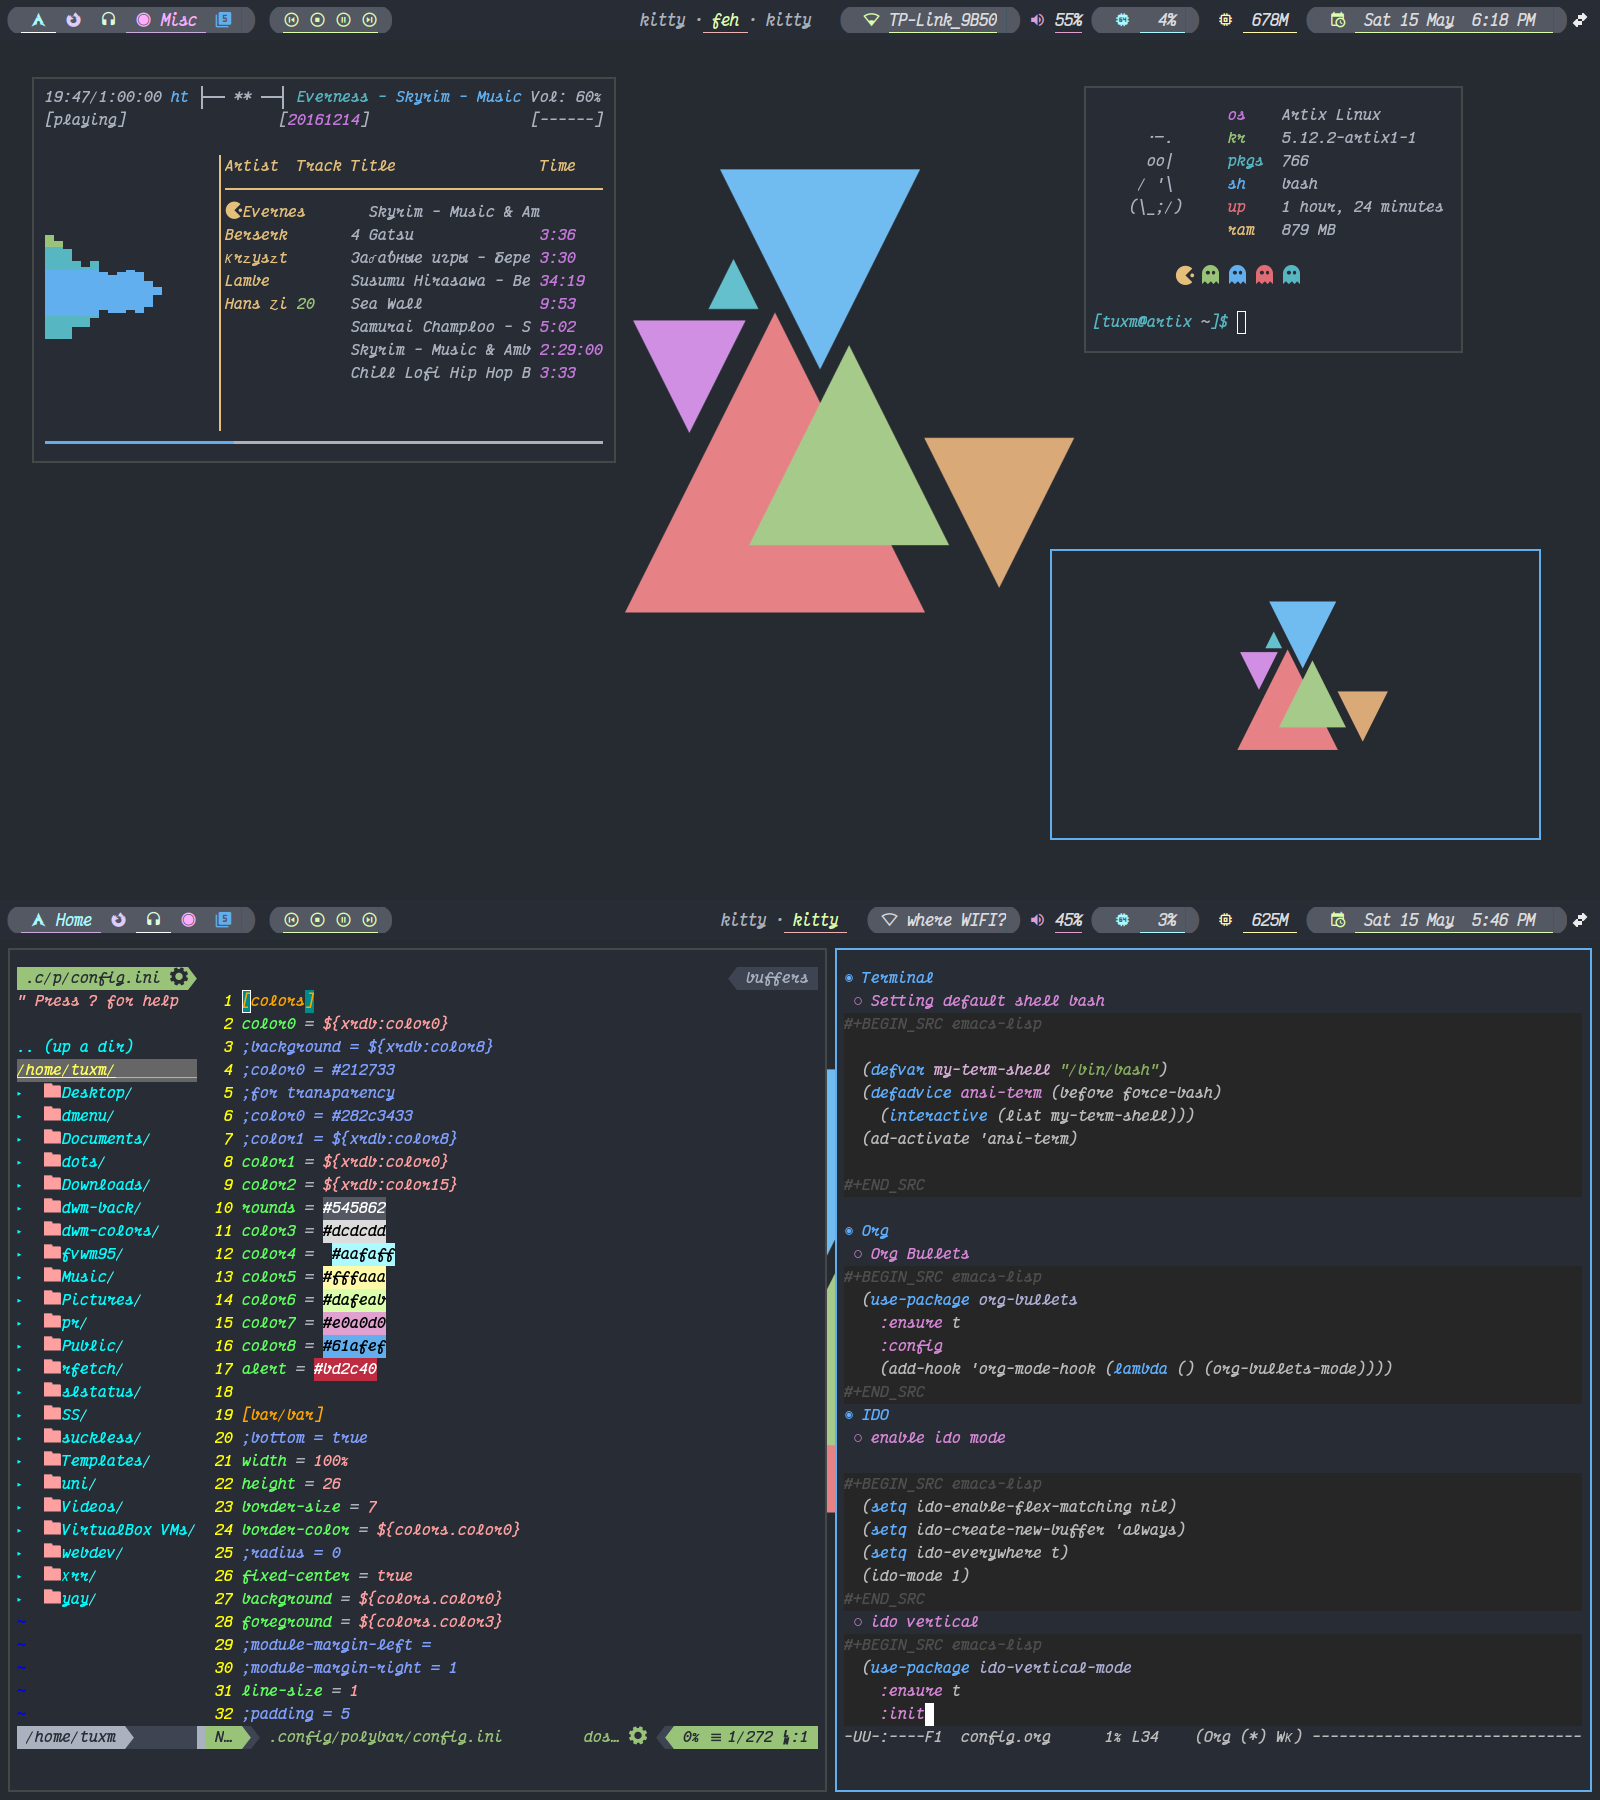 Misc
kitty · feh · kitty
TP-Link_9B50
55%
4%
678M
Sat 15 May 6:18 PM
19:47/1:00:00 ht ├── ** ──┤ Everness - Skyrim - Music Vol: 60%
[playing] [20161214] [------]
Artist Track Title Time
Evernes Skyrim - Music & Am
Berserk 4 Gatsu 3:36
krzyszt Загавные игры - Бере 3:30
Lambe Susumu Hirasawa - Be 34:19
Hans Zi 20 Sea Wall 9:53
Samurai Champloo - S 5:02
Skyrim - Music & Amb 2:29:00
Chill Lofi Hip Hop B 3:33
os Artix Linux
kr 5.12.2-artix1-1
pkgs 766
sh bash
up 1 hour, 24 minutes
ram 879 MB
[tuxm@artix ~]$
Home
kitty · kitty
where WIFI?
45%
3%
625M
Sat 15 May 5:46 PM
.c/p/config.ini
buffers
" Press ? for help
.. (up a dir)
/home/tuxm/
Desktop/
dmenu/
Documents/
dots/
Downloads/
dwm-back/
dwm-colors/
fvwm95/
Music/
Pictures/
pr/
Public/
rfetch/
slstatus/
SS/
suckless/
Templates/
uni/
Videos/
VirtualBox VMs/
webdev/
xrr/
yay/
~
~
~
~
~
1 [colors]
2 color0 = ${xrdb:color0}
3 ;background = ${xrdb:color8}
4 ;color0 = #212733
5 ;for transparency
6 ;color0 = #282c3433
7 ;color1 = ${xrdb:color8}
8 color1 = ${xrdb:color0}
9 color2 = ${xrdb:color15}
10 rounds = #545862
11 color3 = #dcdcdd
12 color4 = #aafaff
13 color5 = #fffaaa
14 color6 = #dafeab
15 color7 = #e0a0d0
16 color8 = #61afef
17 alert = #bd2c40
18
19 [bar/bar]
20 ;bottom = true
21 width = 100%
22 height = 26
23 border-size = 7
24 border-color = ${colors.color0}
25 ;radius = 0
26 fixed-center = true
27 background = ${colors.color0}
28 foreground = ${colors.color3}
29 ;module-margin-left =
30 ;module-margin-right = 1
31 line-size = 1
32 ;padding = 5
/home/tuxm N… .config/polybar/config.ini dos… 0% ≡ 1/272 :1
◉ Terminal
○ Setting default shell bash
#+BEGIN_SRC emacs-lisp
(defvar my-term-shell "/bin/bash")
(defadvice ansi-term (before force-bash)
(interactive (list my-term-shell)))
(ad-activate 'ansi-term)
#+END_SRC
◉ Org
○ Org Bullets
#+BEGIN_SRC emacs-lisp
(use-package org-bullets
:ensure t
:config
(add-hook 'org-mode-hook (lambda () (org-bullets-mode))))
#+END_SRC
◉ IDO
○ enable ido mode
#+BEGIN_SRC emacs-lisp
(setq ido-enable-flex-matching nil)
(setq ido-create-new-buffer 'always)
(setq ido-everywhere t)
(ido-mode 1)
#+END_SRC
○ ido vertical
#+BEGIN_SRC emacs-lisp
(use-package ido-vertical-mode
:ensure t
:init
-UU-:----F1 config.org 1% L34 (Org (*) WK) ------------------------------